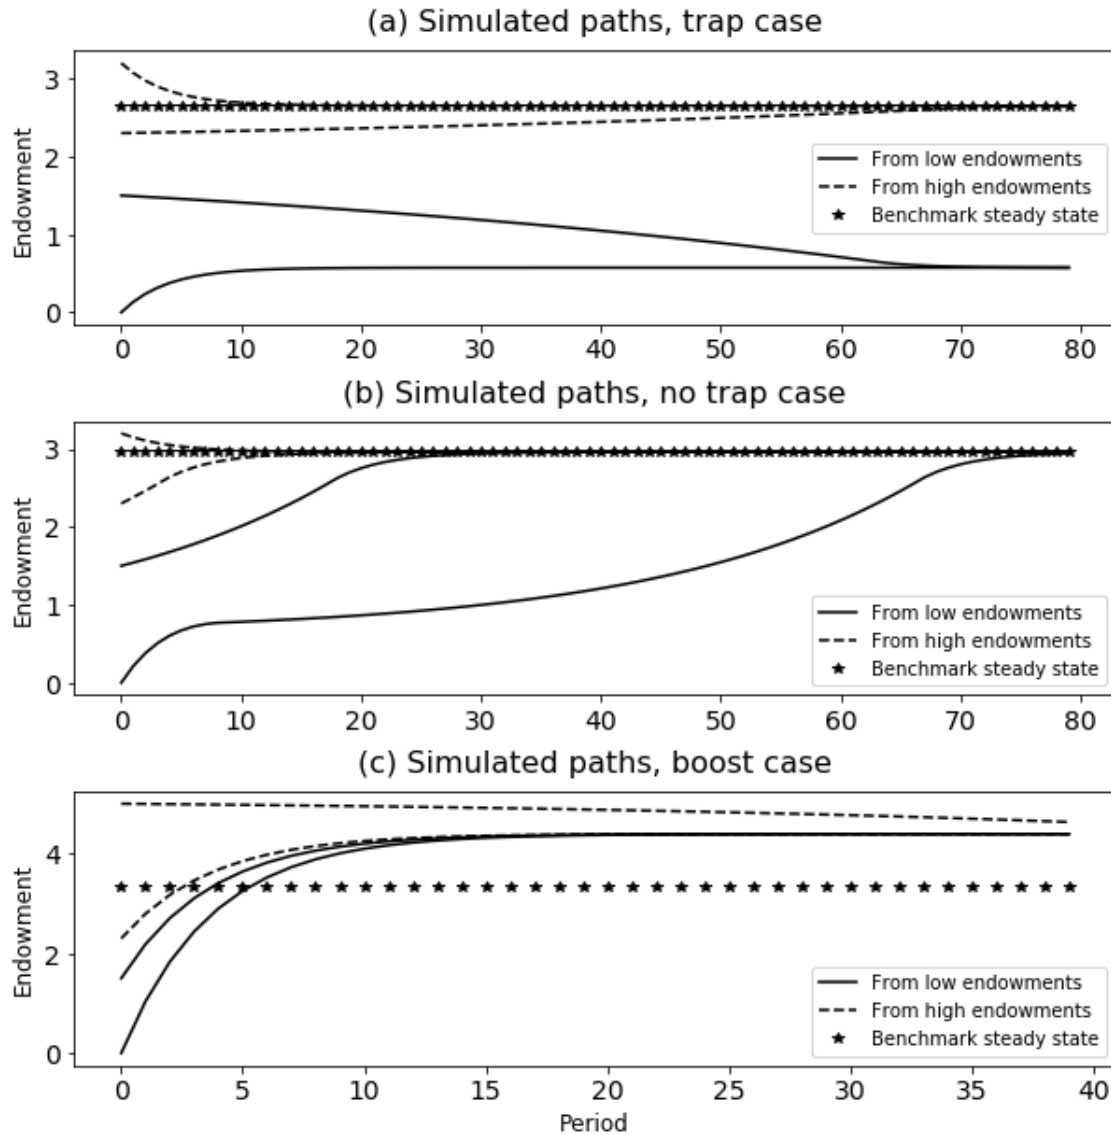 (a) Simulated paths, trap case
3
2
1
0
Endowment
From low endowments
From high endowments
Benchmark steady state
0 10 20 30 40 50 60 70 80
(b) Simulated paths, no trap case
3
2
1
0
Endowment
From low endowments
From high endowments
Benchmark steady state
0 10 20 30 40 50 60 70 80
(c) Simulated paths, boost case
4
2
0
Endowment
From low endowments
From high endowments
Benchmark steady state
0 5 10 15 20 25 30 35 40
Period